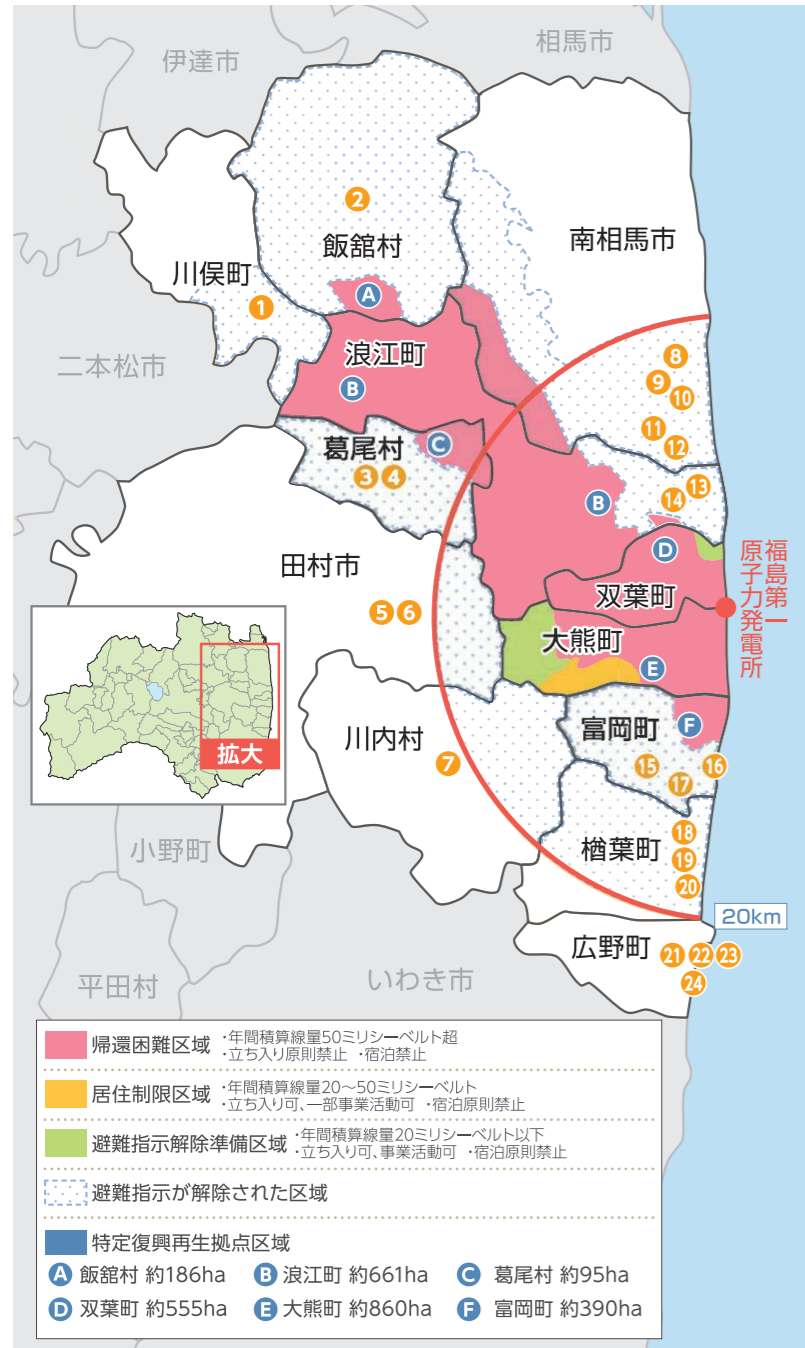 伊達市
相馬市
2
飯舘村
南相馬市
川俣町
1
A
二本松市
浪江町
B
8
9
10
11
12
葛尾村
C
3
4
13
14
B
D
田村市
双葉町
福島第一
原子力発電所
5
6
大熊町
E
拡大
川内村
7
富岡町
F
15
16
17
楢葉町
18
19
20
小野町
20km
広野町
21
22
23
24
平田村
いわき市
帰還困難区域 ・年間積算線量50ミリシーベルト超
・立ち入り原則禁止 ・宿泊禁止
居住制限区域 ・年間積算線量20～50ミリシーベルト
・立ち入り可、一部事業活動可 ・宿泊原則禁止
避難指示解除準備区域 ・年間積算線量20ミリシーベルト以下
・立ち入り可、事業活動可 ・宿泊原則禁止
避難指示が解除された区域
特定復興再生拠点区域
A 飯舘村 約186ha B 浪江町 約661ha C 葛尾村 約95ha
D 双葉町 約555ha E 大熊町 約860ha F 富岡町 約390ha